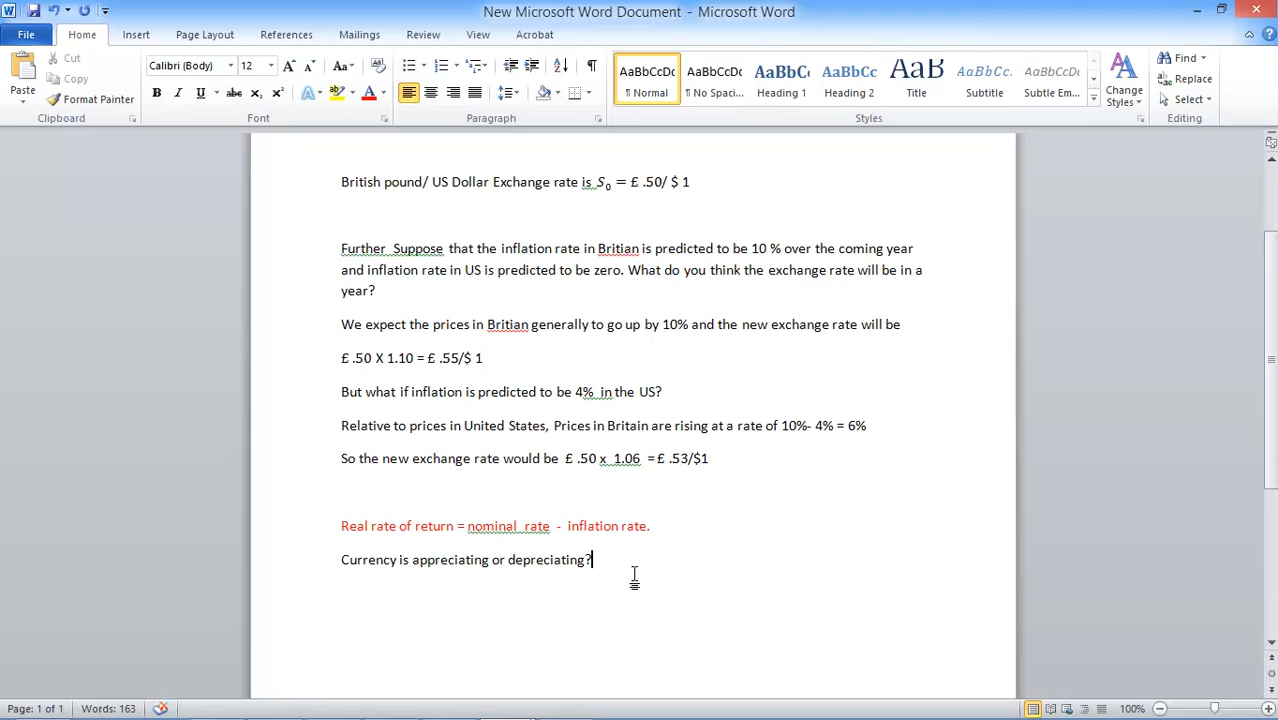 New Microsoft Word Document - Microsoft Word
File Home Insert Page Layout References Mailings Review View Acrobat
Paste Cut Copy Format Painter Clipboard
Calibri (Body) 12 Font
Paragraph
AaBbCcDc ¶ Normal AaBbCcDc ¶ No Spaci... AaBbC Heading 1 AaBbCc Heading 2 AaB Title AaBbCcI Subtitle AaBbCcDc Subtle Em... Change Styles Styles
Find Replace Select Editing
British pound/ US Dollar Exchange rate is S₀ = £ .50/ $ 1
Further Suppose that the inflation rate in Britian is predicted to be 10 % over the coming year
and inflation rate in US is predicted to be zero. What do you think the exchange rate will be in a
year?
We expect the prices in Britian generally to go up by 10% and the new exchange rate will be
£ .50 X 1.10 = £ .55/$ 1
But what if inflation is predicted to be 4% in the US?
Relative to prices in United States, Prices in Britain are rising at a rate of 10%- 4% = 6%
So the new exchange rate would be £ .50 x 1.06 = £ .53/$1
Real rate of return = nominal rate - inflation rate.
Currency is appreciating or depreciating?
Page: 1 of 1 Words: 163 100%